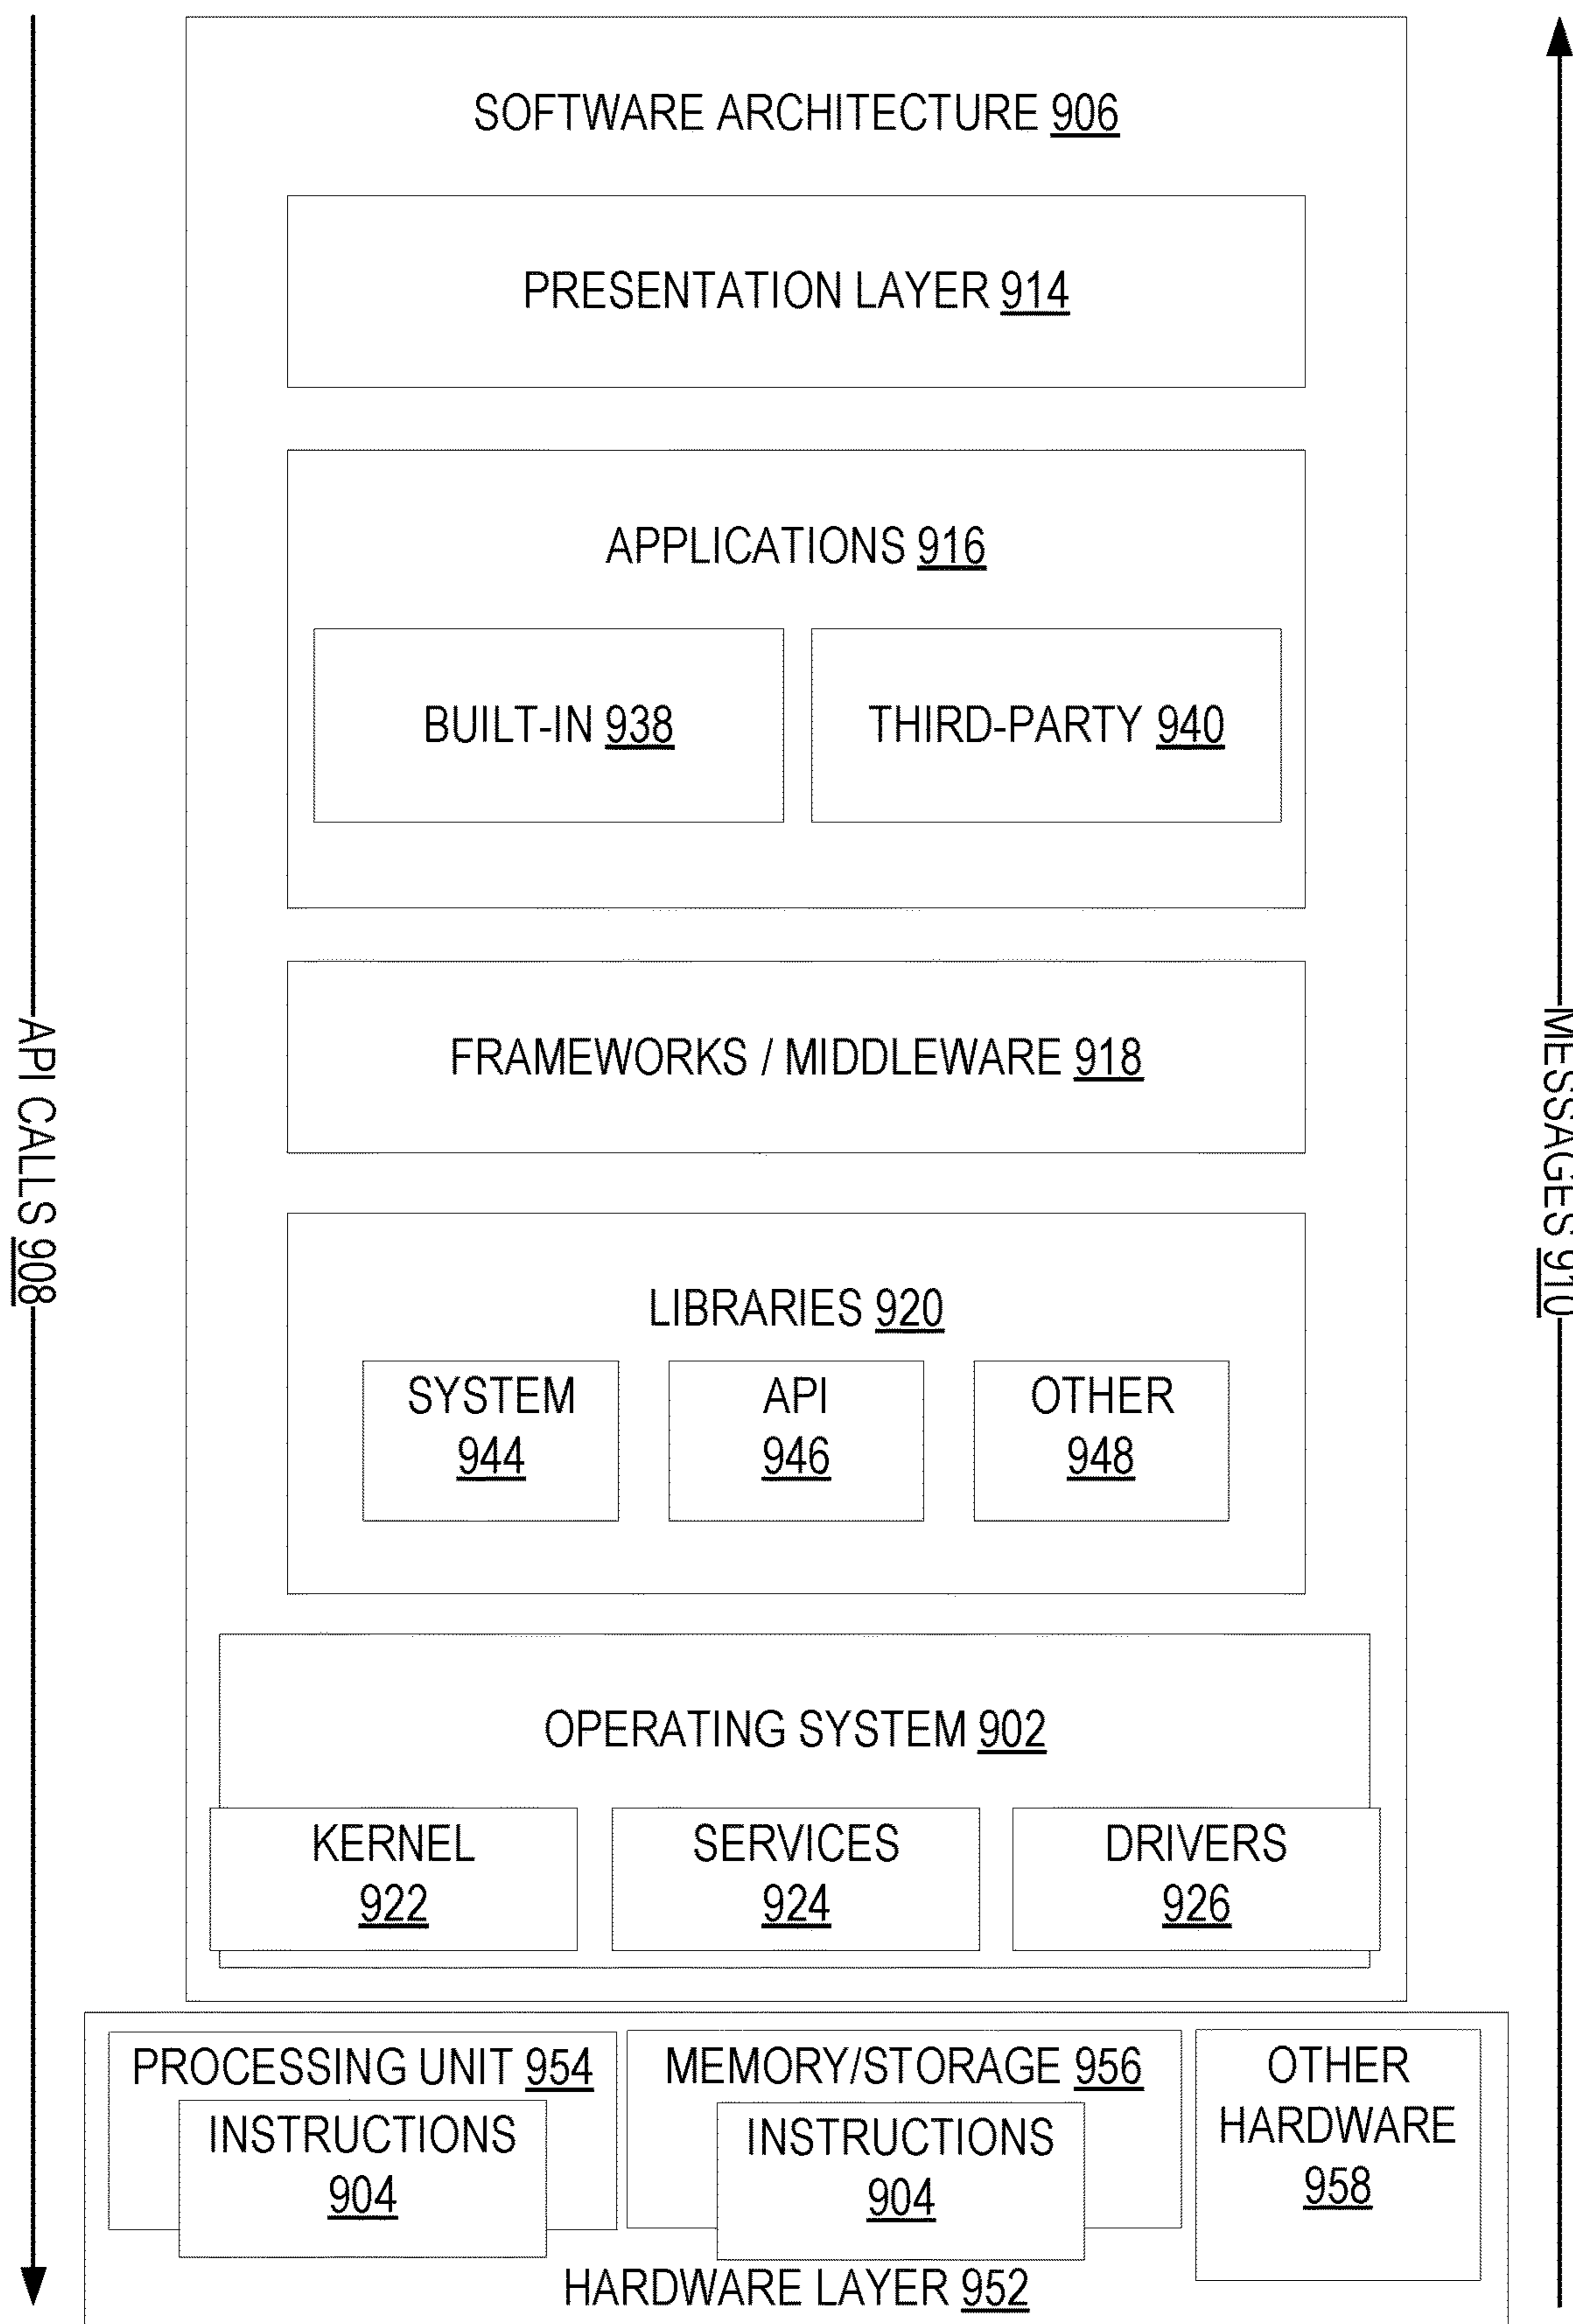 SOFTWARE ARCHITECTURE 906
PRESENTATION LAYER 914
APPLICATIONS 916
BUILT-IN 938
THIRD-PARTY 940
FRAMEWORKS / MIDDLEWARE 918
LIBRARIES 920
SYSTEM
944
API
946
OTHER
948
OPERATING SYSTEM 902
KERNEL
922
SERVICES
924
DRIVERS
926
PROCESSING UNIT 954
INSTRUCTIONS
904
MEMORY/STORAGE 956
INSTRUCTIONS
904
OTHER
HARDWARE
958
HARDWARE LAYER 952
API CALLS 908
MESSAGES 910